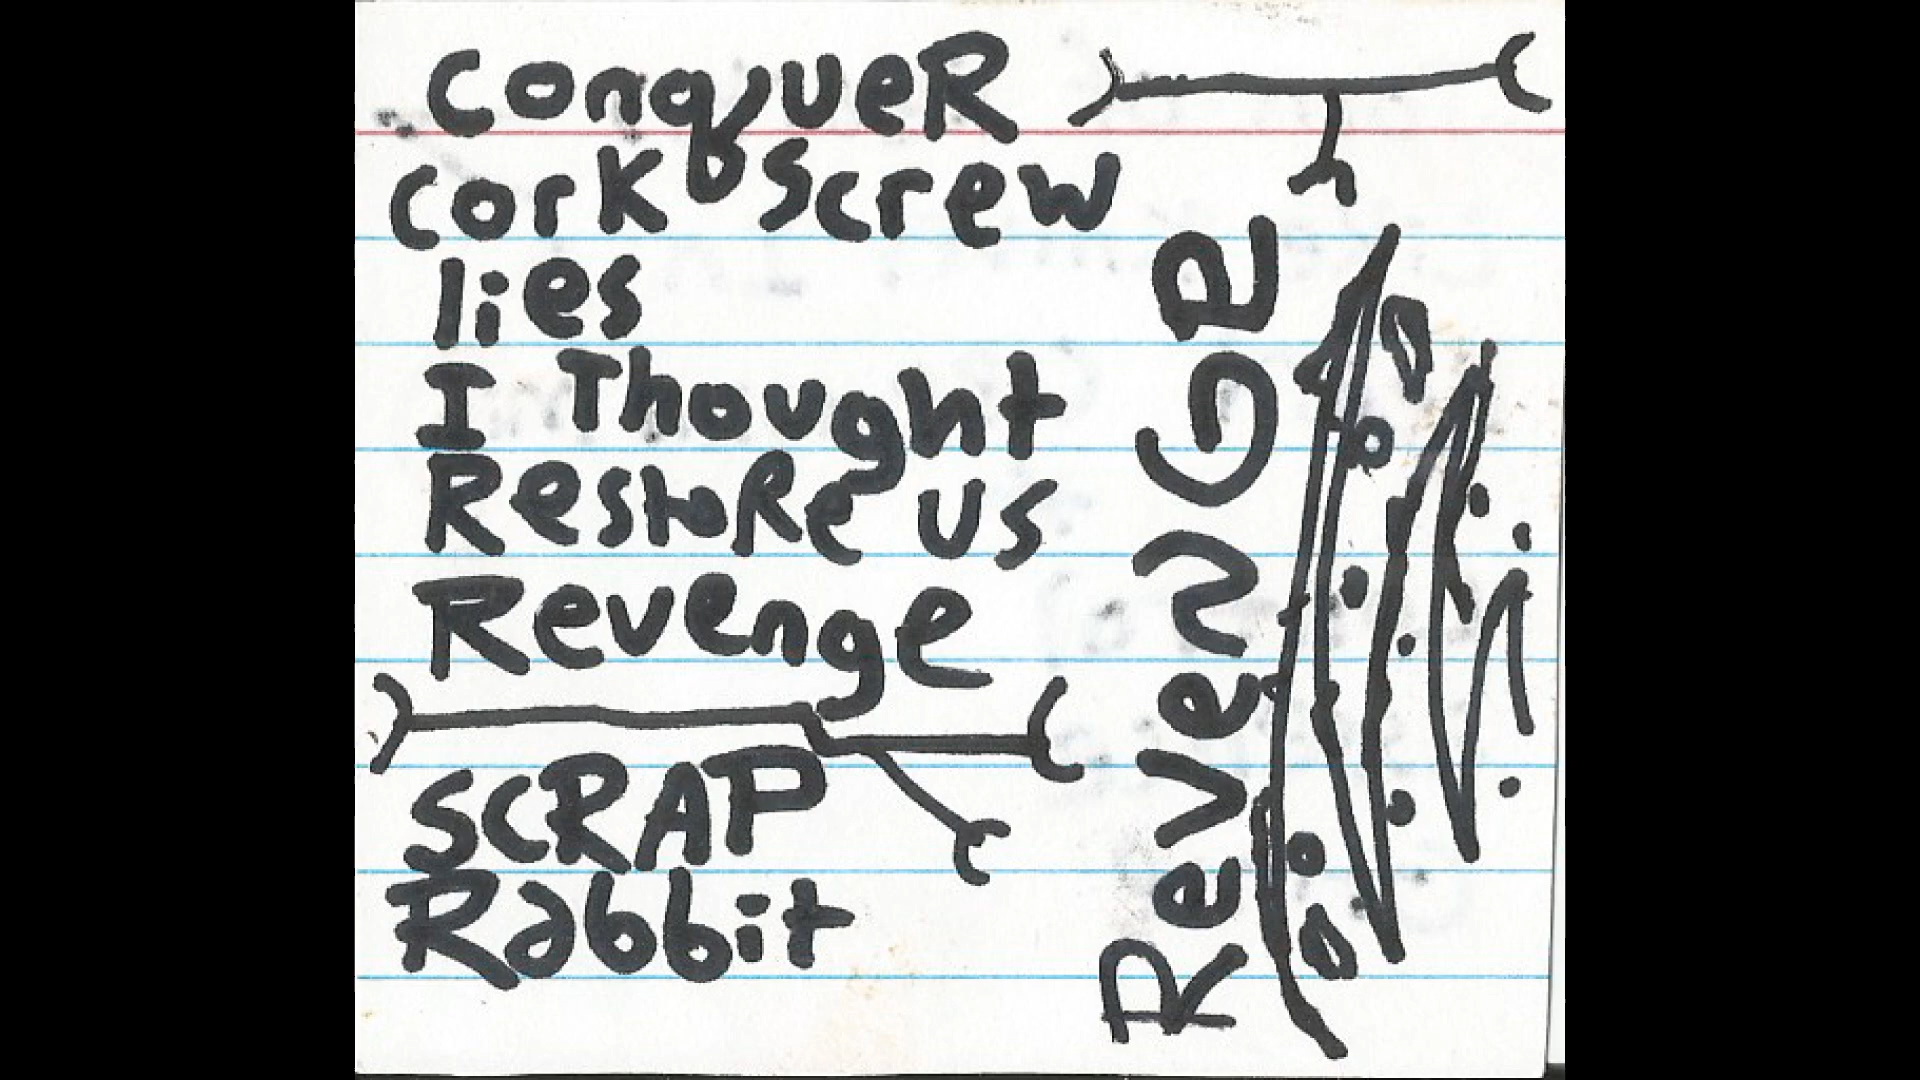 ConqueR
corkscrew
lies
I Thought
RestoRe us
Revenge
SCRAP
Rabbit
RevenGe